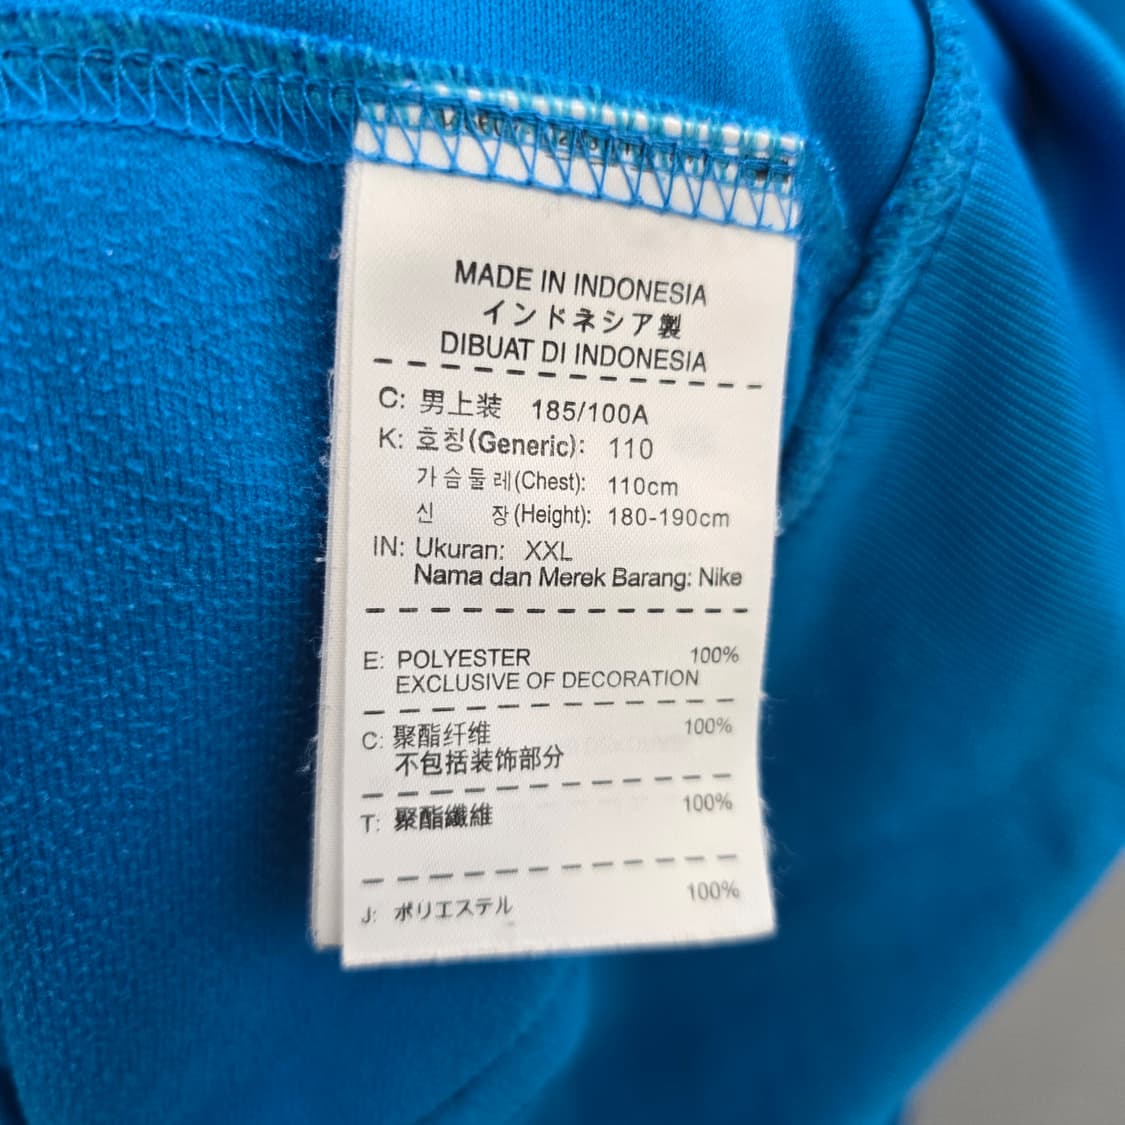 MADE IN INDONESIA
インドネシア製
DIBUAT DI INDONESIA
C: 男上装 185/100A
K: 호칭(Generic): 110
가슴둘레(Chest): 110cm
신 장(Height): 180-190cm
IN: Ukuran: XXL
Nama dan Merek Barang: Nike
E: POLYESTER 100%
EXCLUSIVE OF DECORATION
C: 聚酯纤维 100%
不包括装饰部分
T: 聚酯纖維 100%
J: ポリエステル 100%